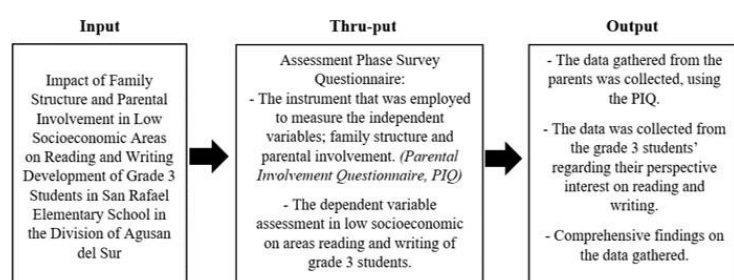 Input
Impact of Family
Structure and Parental
Involvement in Low
Socioeconomic Areas
on Reading and Writing
Development of Grade 3
Students in San Rafael
Elementary School in
the Division of Agusan
del Sur
Thru-put
Assessment Phase Survey
Questionnaire:
- The instrument that was employed
to measure the independent
variables; family structure and
parental involvement. (Parental
Involvement Questionnaire, PIQ)
- The dependent variable
assessment in low socioeconomic
on areas reading and writing of
grade 3 students.
Output
- The data gathered from the
parents was collected, using
the PIQ.
- The data was collected from
the grade 3 students'
regarding their perspective
interest on reading and
writing.
- Comprehensive findings on
the data gathered.